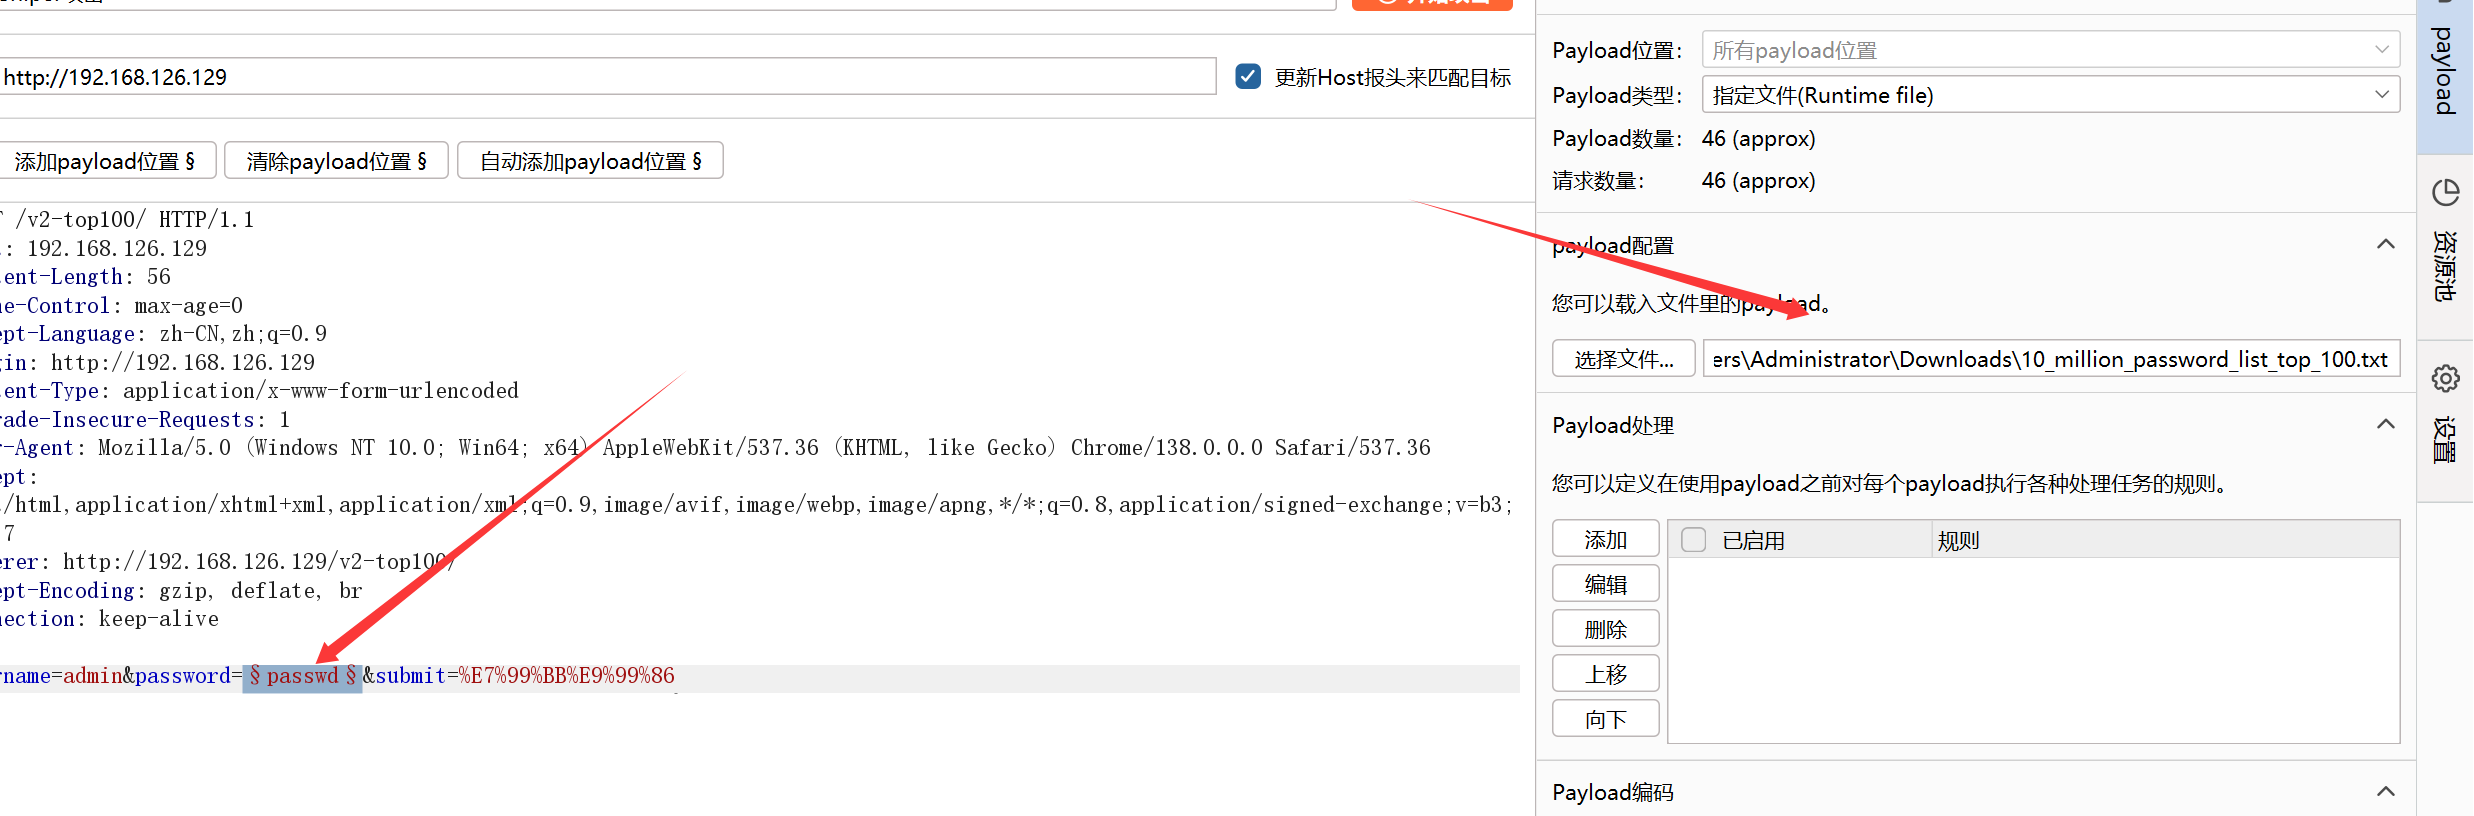 http://192.168.126.129
更新Host报头来匹配目标
添加payload位置 §
清除payload位置 §
自动添加payload位置 §
/v2-top100/ HTTP/1.1
: 192.168.126.129
ent-Length: 56
he-Control: max-age=0
ept-Language: zh-CN,zh;q=0.9
gin: http://192.168.126.129
ent-Type: application/x-www-form-urlencoded
rade-Insecure-Requests: 1
r-Agent: Mozilla/5.0 (Windows NT 10.0; Win64; x64) AppleWebKit/537.36 (KHTML, like Gecko) Chrome/138.0.0.0 Safari/537.36
ept:
/html,application/xhtml+xml,application/xml;q=0.9,image/avif,image/webp,image/apng,*/*;q=0.8,application/signed-exchange;v=b3;
7
erer: http://192.168.126.129/v2-top100/
ept-Encoding: gzip, deflate, br
nection: keep-alive
rname=admin&password=§passwd§&submit=%E7%99%BB%E9%99%86
Payload位置:
所有payload位置
Payload类型:
指定文件(Runtime file)
Payload数量:
46 (approx)
请求数量:
46 (approx)
payload配置
您可以载入文件里的payload。
选择文件...
ers\Administrator\Downloads\10_million_password_list_top_100.txt
Payload处理
您可以定义在使用payload之前对每个payload执行各种处理任务的规则。
添加
编辑
删除
上移
向下
已启用
规则
Payload编码
payload
资源池
设置